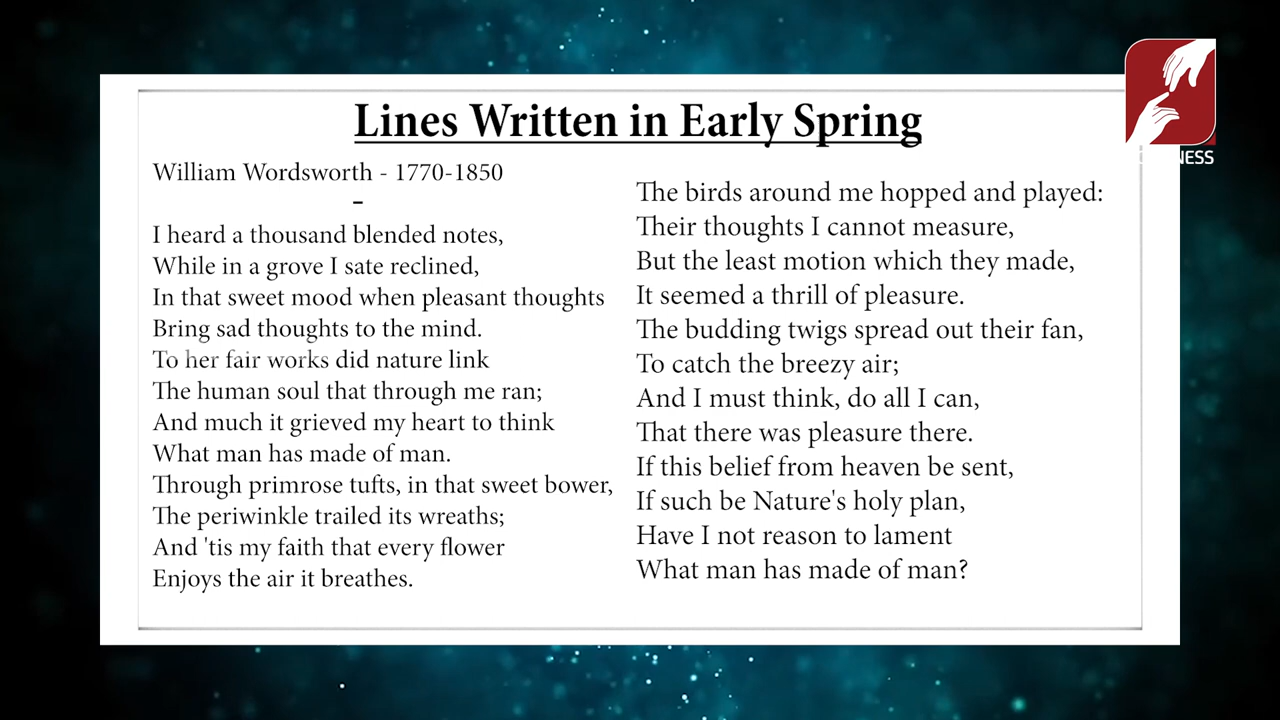 Lines Written in Early Spring
William Wordsworth - 1770-1850
–
I heard a thousand blended notes,
While in a grove I sate reclined,
In that sweet mood when pleasant thoughts
Bring sad thoughts to the mind.
To her fair works did nature link
The human soul that through me ran;
And much it grieved my heart to think
What man has made of man.
Through primrose tufts, in that sweet bower,
The periwinkle trailed its wreaths;
And 'tis my faith that every flower
Enjoys the air it breathes.
The birds around me hopped and played:
Their thoughts I cannot measure,
But the least motion which they made,
It seemed a thrill of pleasure.
The budding twigs spread out their fan,
To catch the breezy air;
And I must think, do all I can,
That there was pleasure there.
If this belief from heaven be sent,
If such be Nature's holy plan,
Have I not reason to lament
What man has made of man?